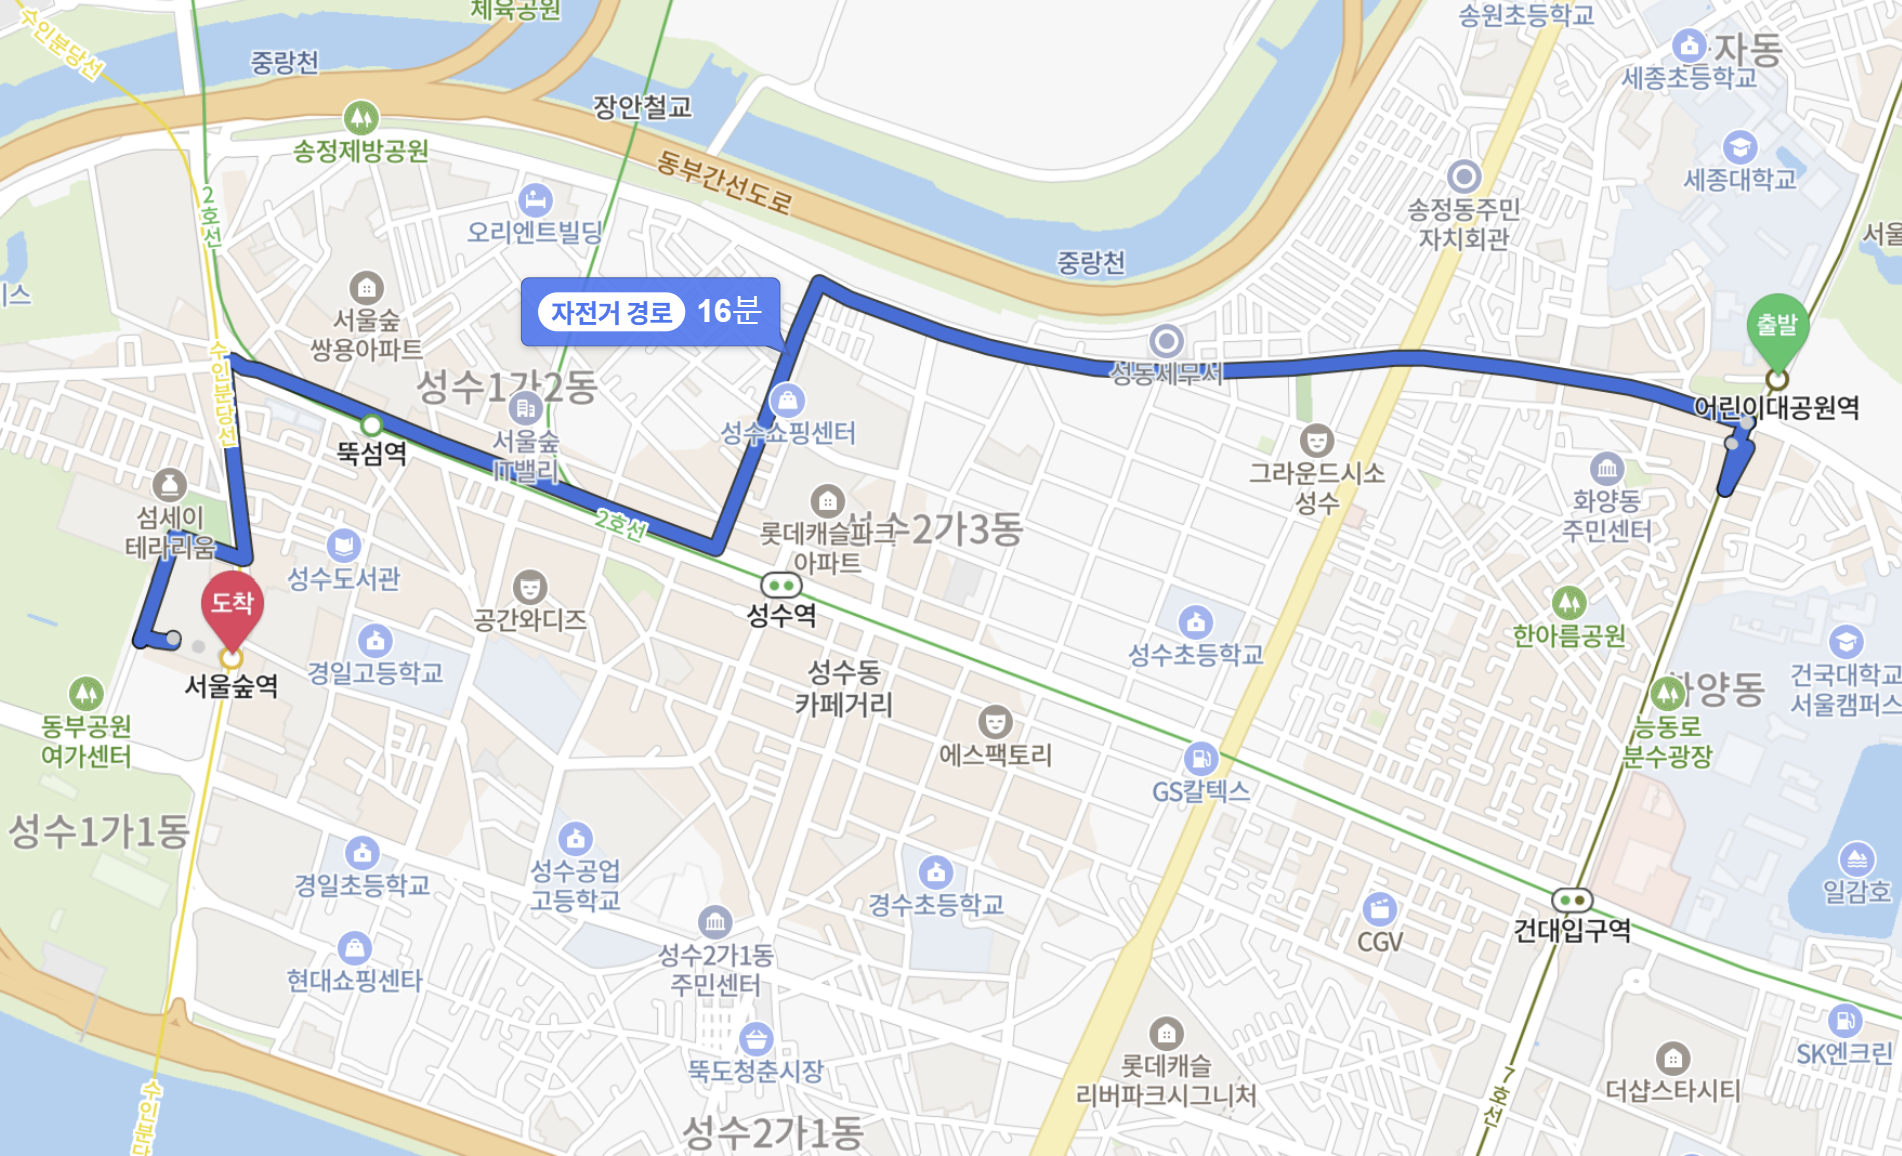 체육공원
송원초등학교
수인분당선
중랑천
자동
세종초등학교
장안철교
송정제방공원
동부간선도로
세종대학교
2호선
오리엔트빌딩
송정동주민
자치회관
서울
중랑천
스
자전거 경로 16분
출발
서울숲
쌍용아파트
성동세무서
성수1가2동
수인분당선
어린이대공원역
성수쇼핑센터
서울숲
IT밸리
뚝섬역
그라운드시소
성수
섬세이
테라리움
2호선
롯데캐슬파크
아파트
성수2가3동
화양동
주민센터
성수도서관
도착
공간와디즈
성수역
한아름공원
경일고등학교
성수초등학교
서울숲역
성수동
카페거리
건국대학교
서울캠퍼스
화양동
동부공원
여가센터
에스팩토리
능동로
분수광장
GS칼텍스
성수1가1동
경일초등학교
성수공업
고등학교
경수초등학교
일감호
CGV
건대입구역
현대쇼핑센타
성수2가1동
주민센터
뚝도청춘시장
롯데캐슬
리버파크시그니처
7호선
더샵스타시티
SK엔크린
수인분당
성수2가1동